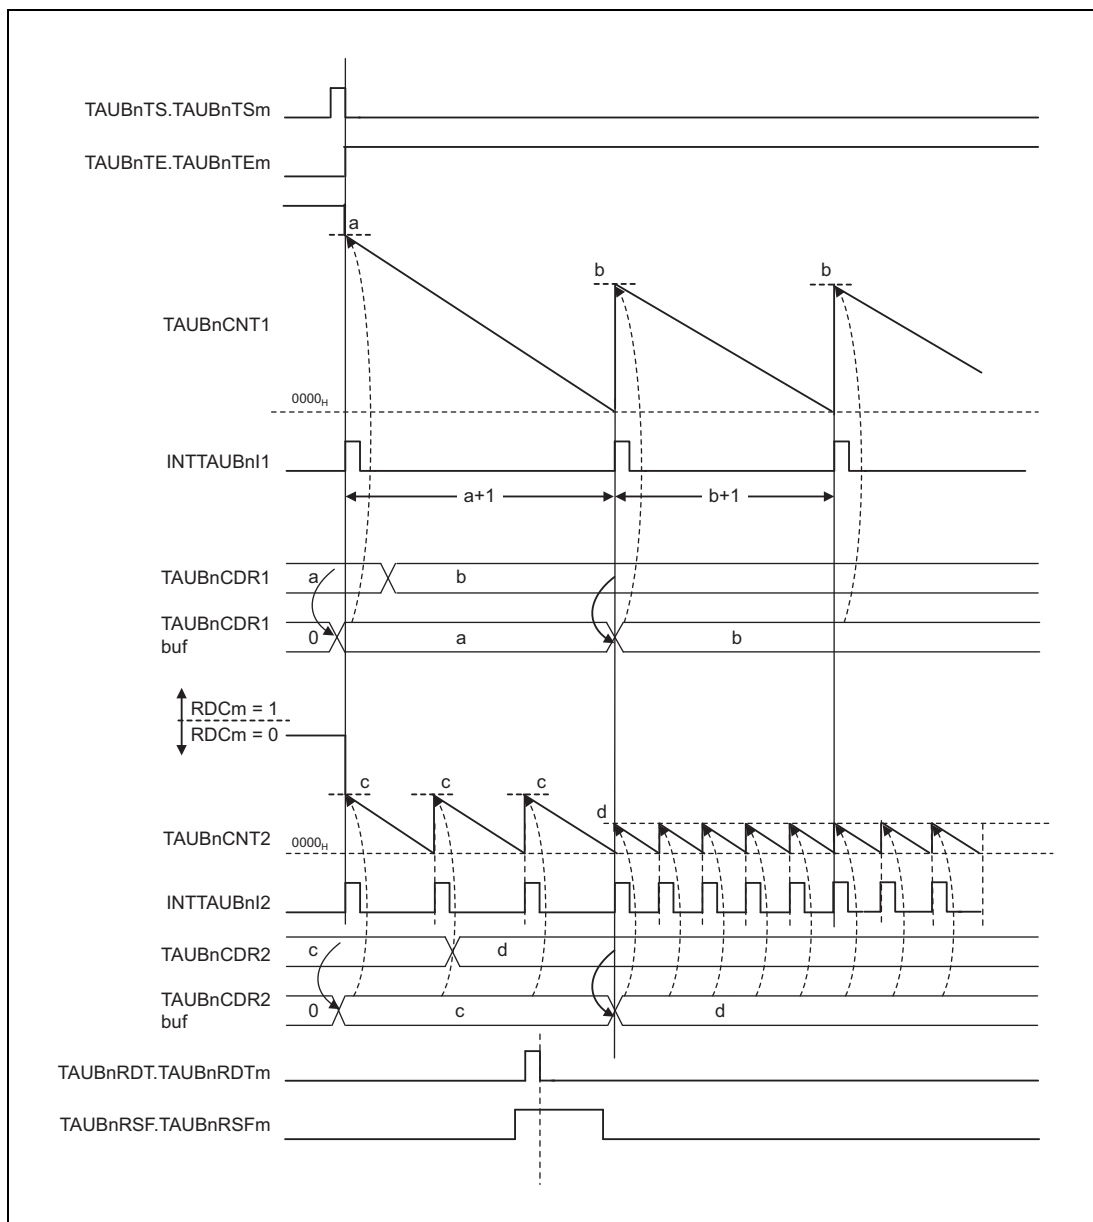 TAUBnTS.TAUBnTSm
TAUBnTE.TAUBnTEm
a
b
b
TAUBnCNT1
0000H
INTTAUBnI1
a+1
b+1
TAUBnCDR1
a
b
TAUBnCDR1
buf
0
a
b
RDCm = 1
RDCm = 0
c
c
c
d
TAUBnCNT2
0000H
INTTAUBnI2
TAUBnCDR2
c
d
TAUBnCDR2
buf
0
c
d
TAUBnRDT.TAUBnRDTm
TAUBnRSF.TAUBnRSFm